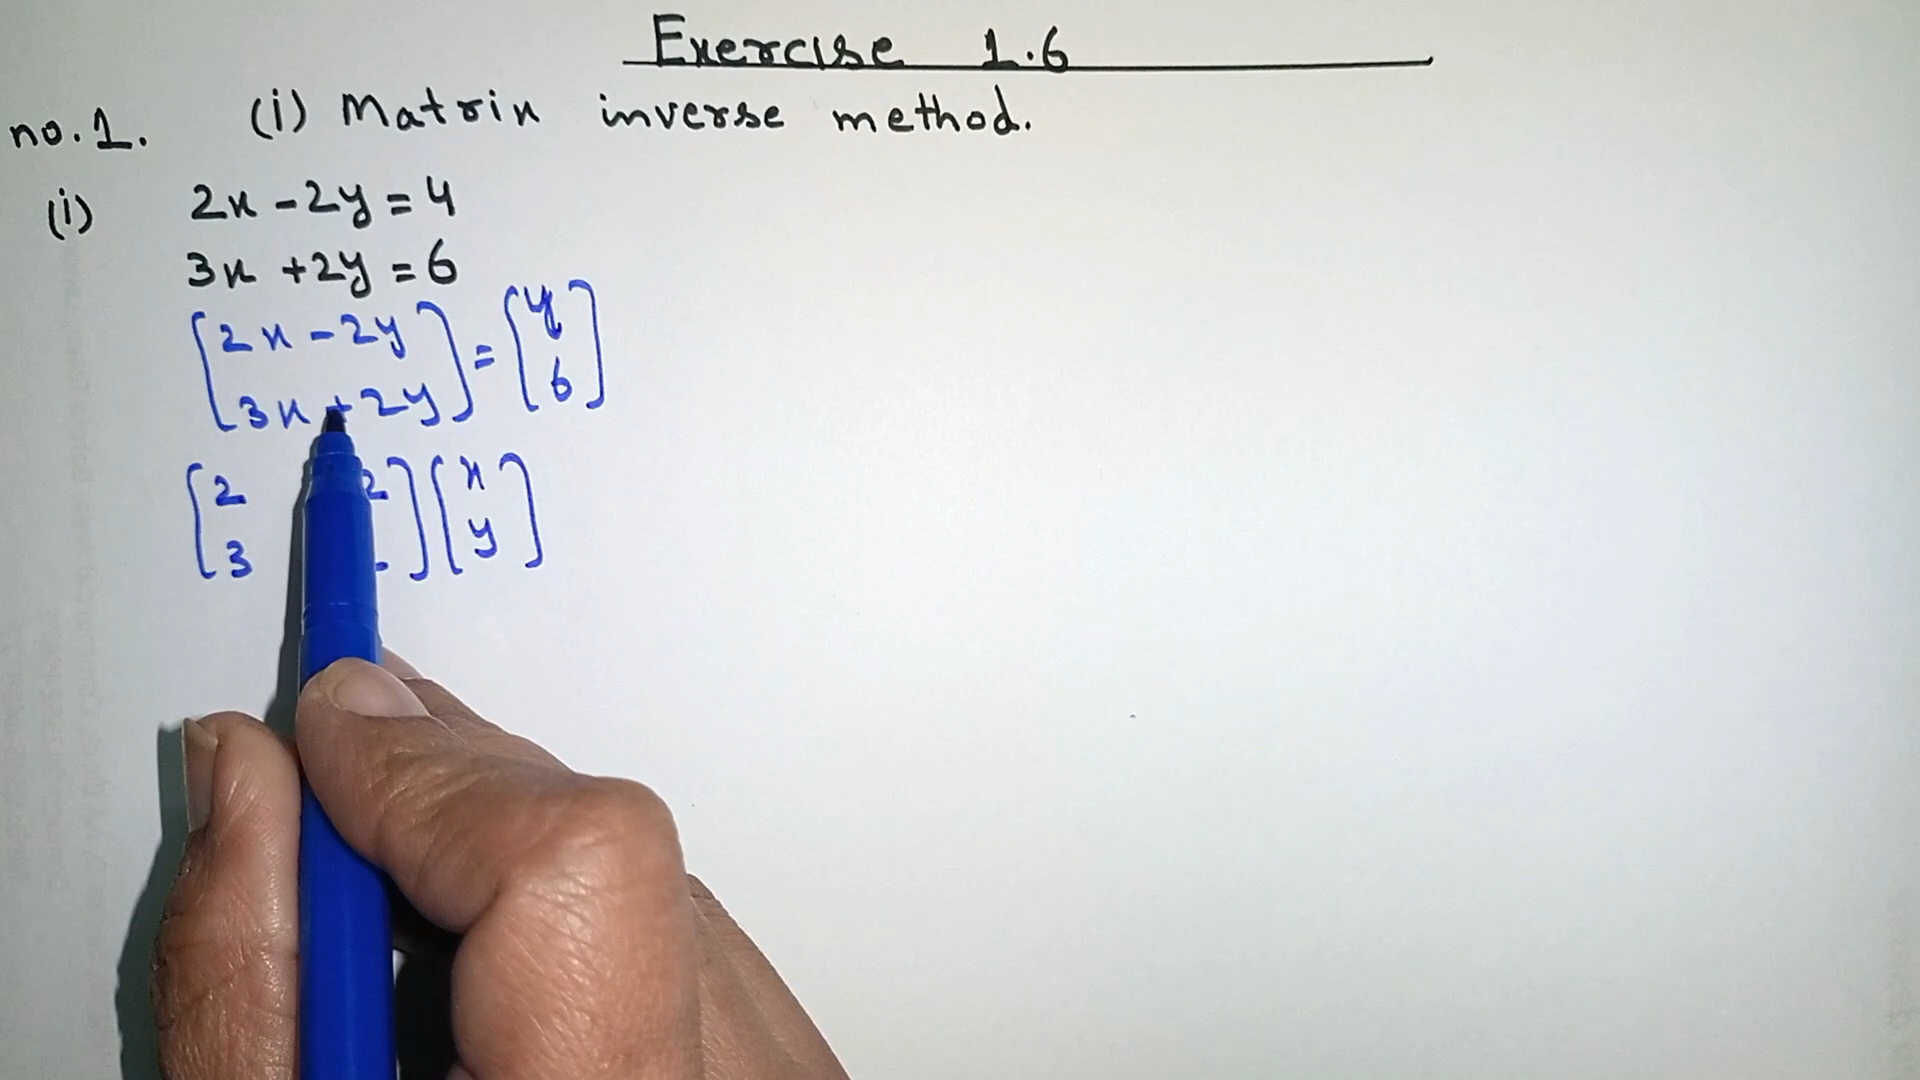 Exercise 1.6
no.1. (i) Matrix inverse method.
(i) 2x - 2y = 4
3x + 2y = 6
[2x - 2y] = [y]
[3x + 2y] [6]
[2 2] [x]
[3] [y]